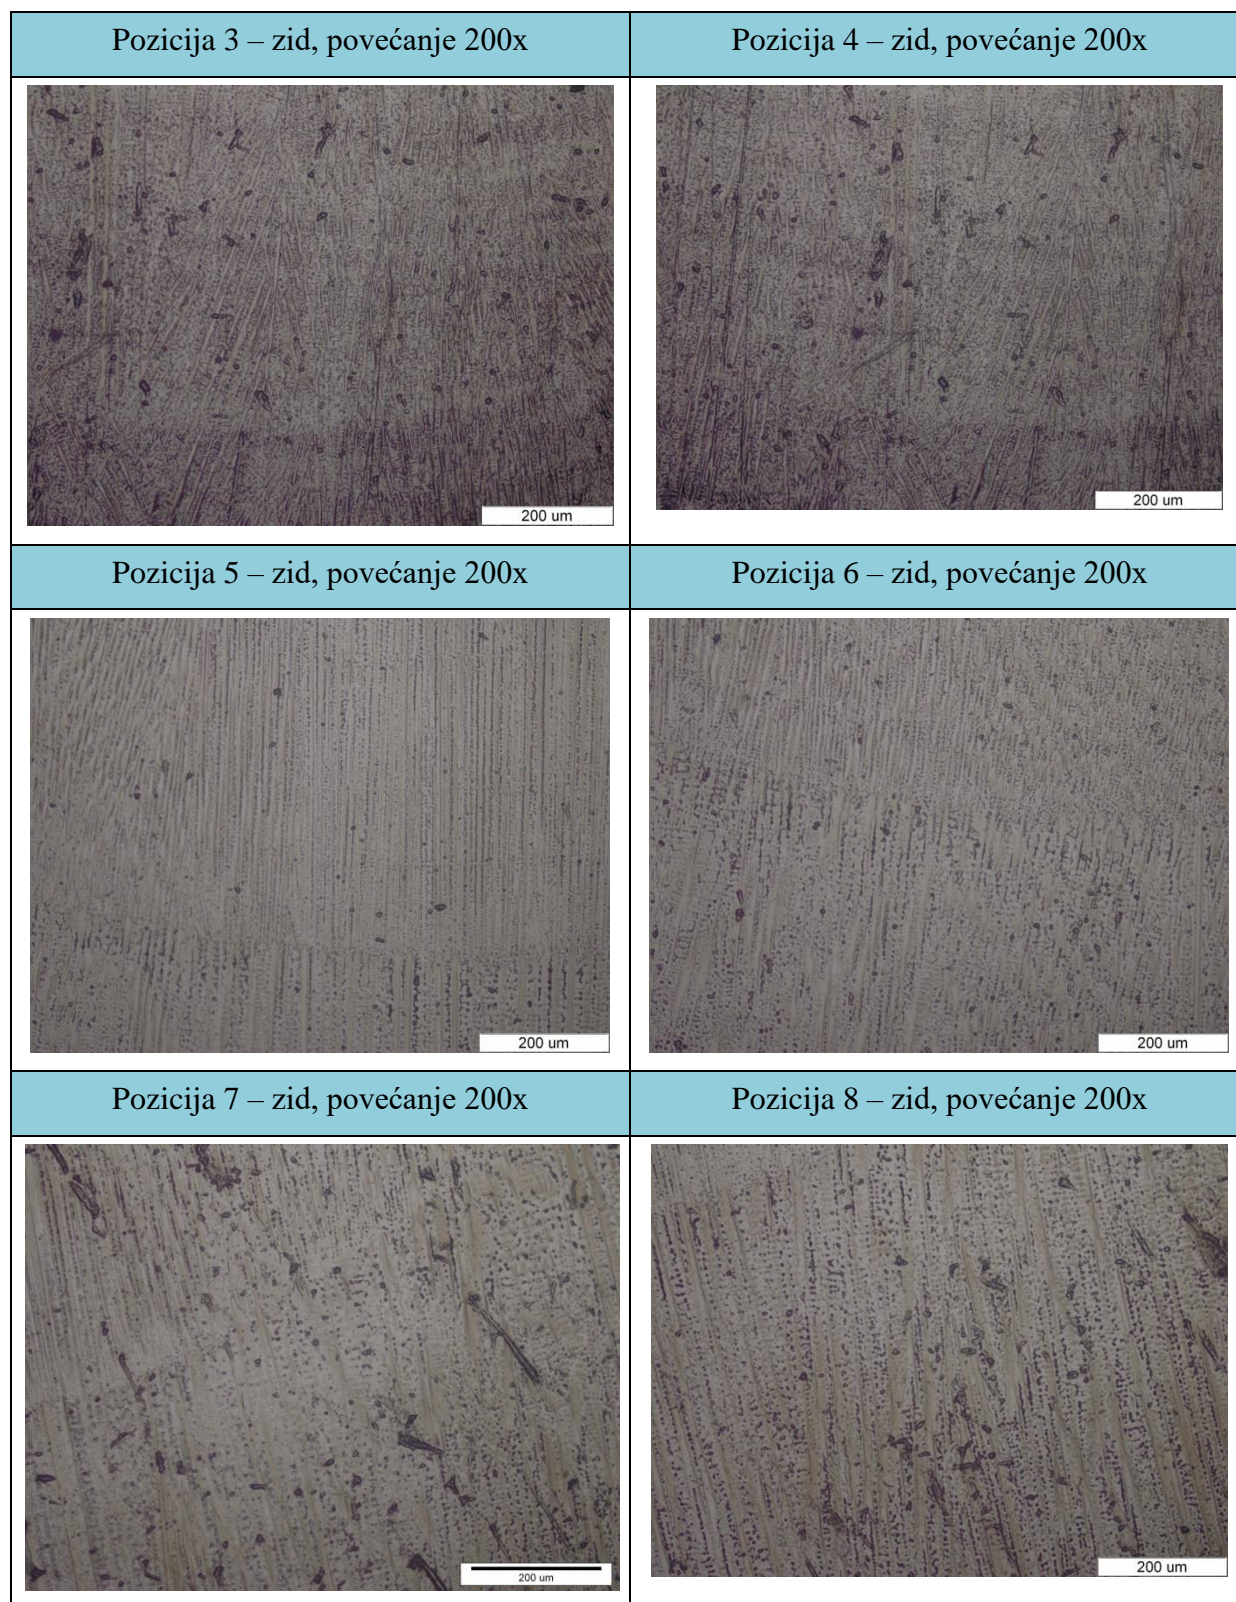 Pozicija 3 – zid, povećanje 200x
Pozicija 4 – zid, povećanje 200x
200 um
200 um
Pozicija 5 – zid, povećanje 200x
Pozicija 6 – zid, povećanje 200x
200 um
200 um
Pozicija 7 – zid, povećanje 200x
Pozicija 8 – zid, povećanje 200x
200 um
200 um